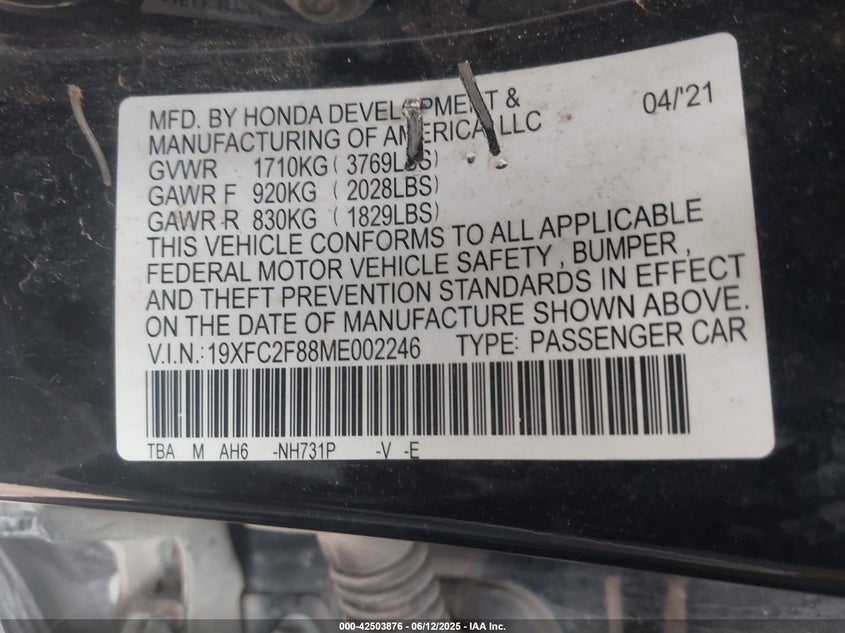 MFD. BY HONDA DEVELOPMENT & 04/'21
MANUFACTURING OF AMERICA, LLC
GVWR 1710KG ( 3769LBS)
GAWR F 920KG ( 2028LBS)
GAWR R 830KG ( 1829LBS)
THIS VEHICLE CONFORMS TO ALL APPLICABLE
FEDERAL MOTOR VEHICLE SAFETY , BUMPER ,
AND THEFT PREVENTION STANDARDS IN EFFECT
ON THE DATE OF MANUFACTURE SHOWN ABOVE.
V.I.N.: 19XFC2F88ME002246 TYPE: PASSENGER CAR
TBA M AH6 -NH731P -V -E
000-42503876 | 06/12/2025 - IAA Inc.